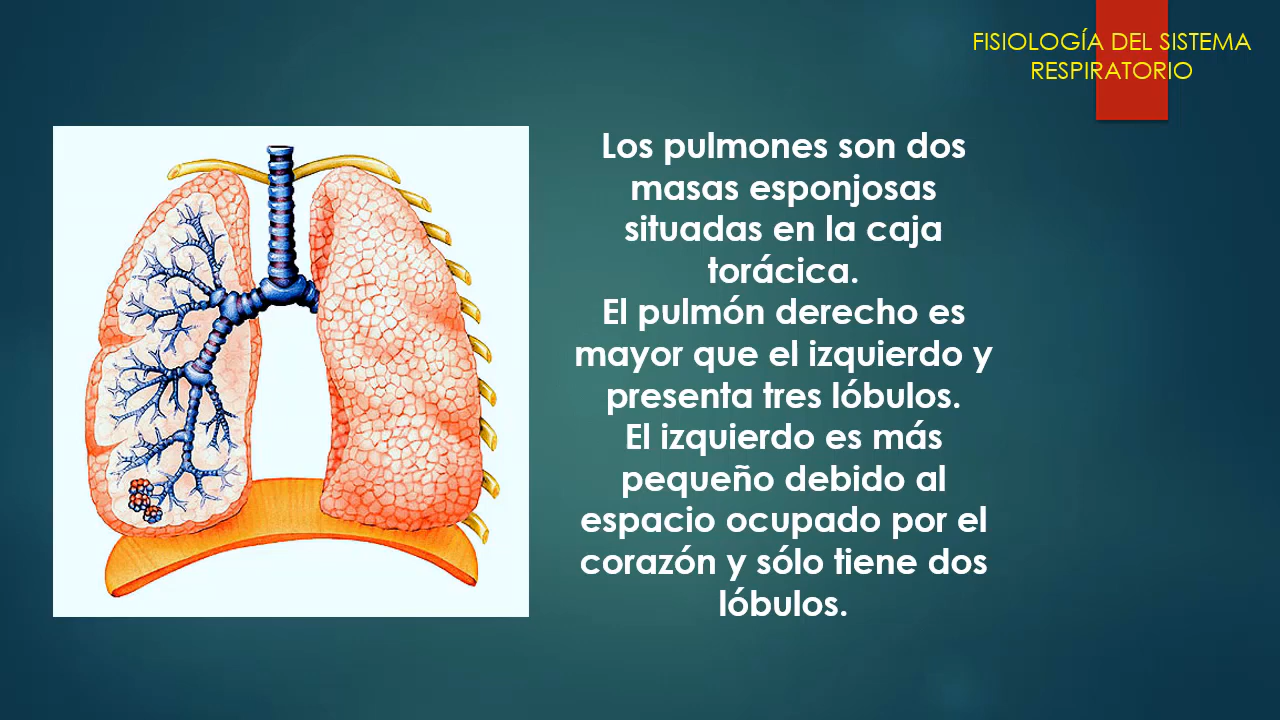 FISIOLOGÍA DEL SISTEMA
RESPIRATORIO
Los pulmones son dos
masas esponjosas
situadas en la caja
torácica.
El pulmón derecho es
mayor que el izquierdo y
presenta tres lóbulos.
El izquierdo es más
pequeño debido al
espacio ocupado por el
corazón y sólo tiene dos
lóbulos.